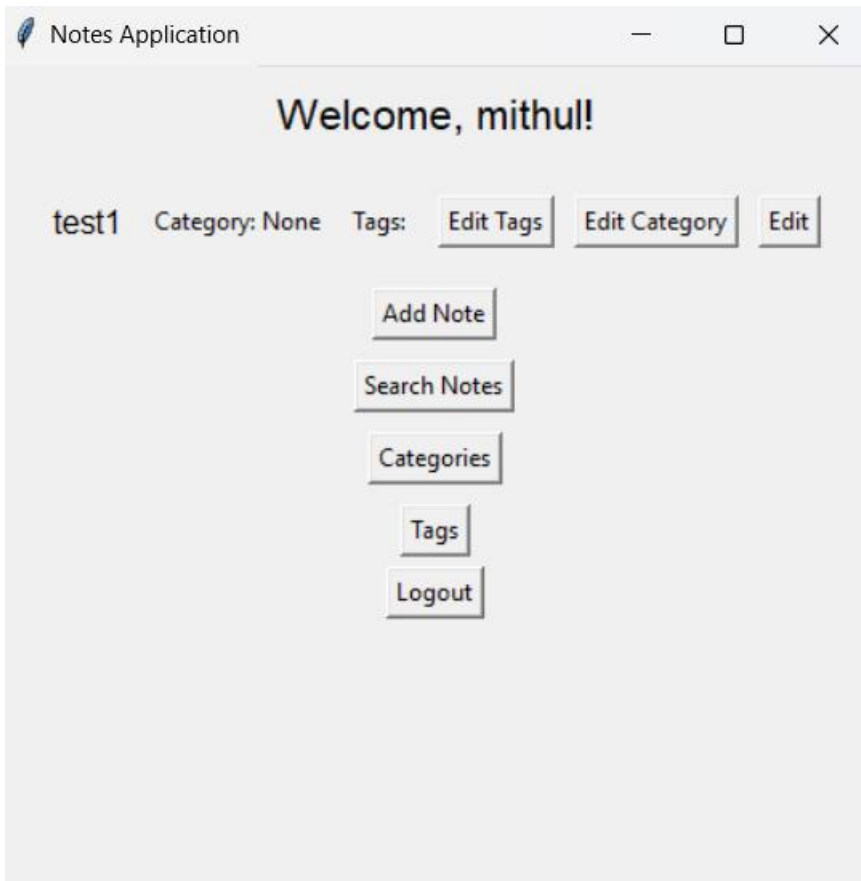 Notes Application
Welcome, mithul!
test1 Category: None Tags: Edit Tags Edit Category Edit
Add Note
Search Notes
Categories
Tags
Logout